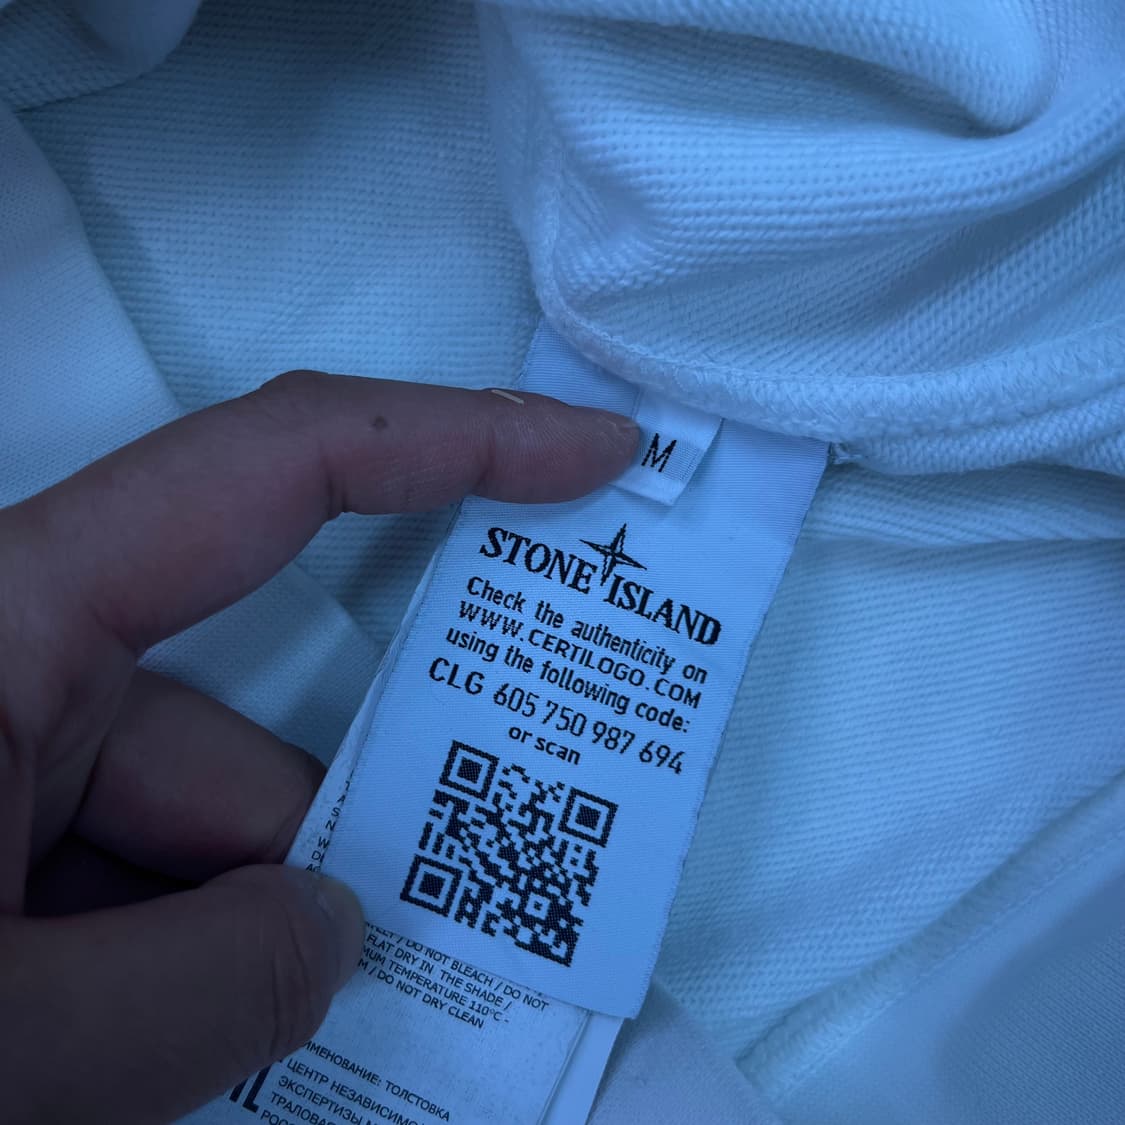 M
STONE ISLAND
Check the authenticity on
WWW.CERTILOGO.COM
using the following code:
CLG 605 750 987 694
or scan
/ DO NOT BLEACH / DO NOT
FLAT DRY IN THE SHADE /
TEMPERATURE 110°C -
/ DO NOT DRY CLEAN
ТОЛСТОВКА
ЦЕНТР
ЭКСПЕРТИЗЫ